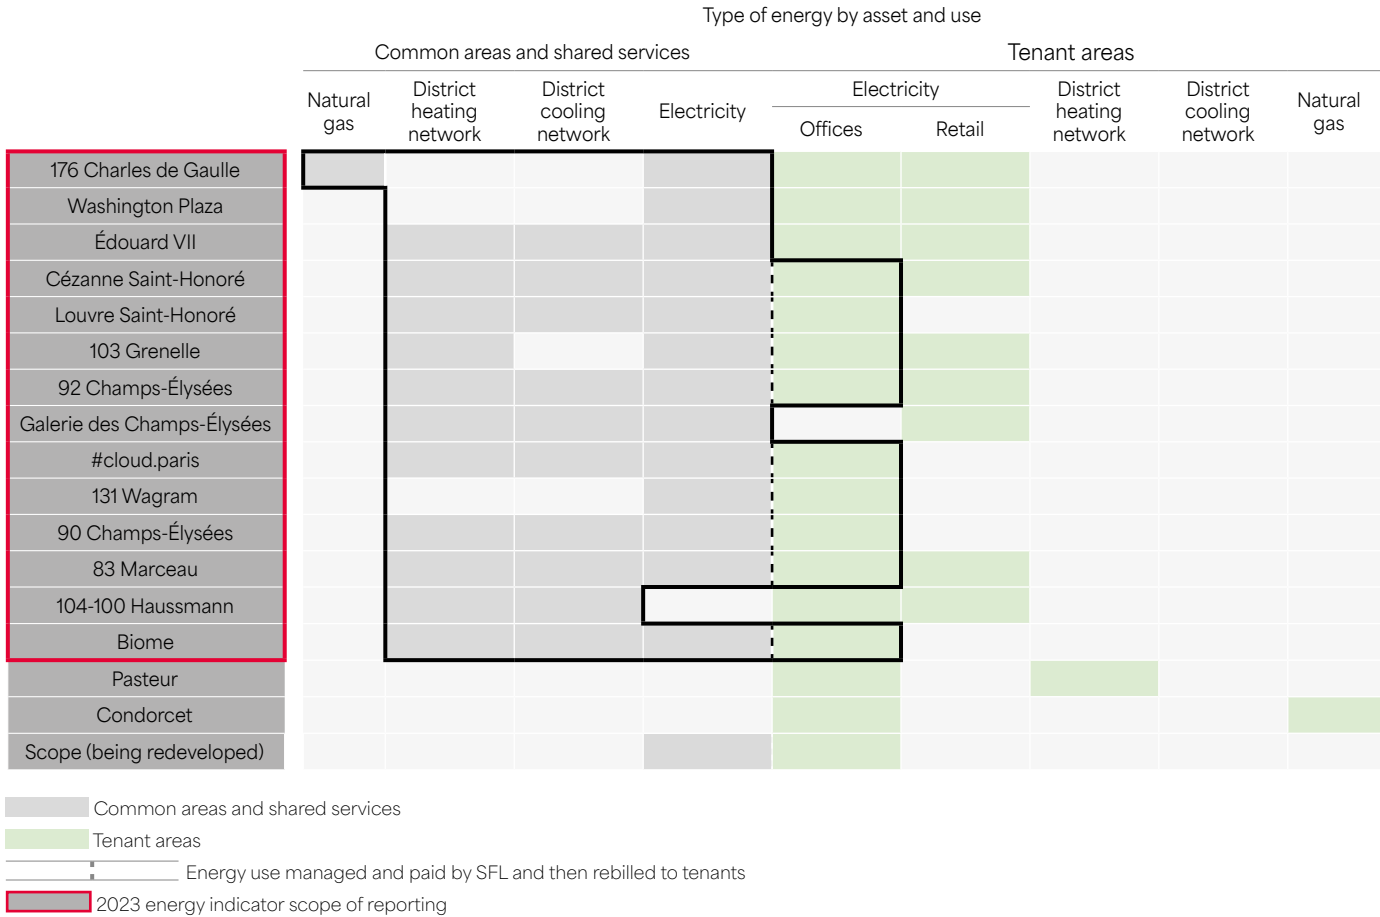 Type of energy by asset and use
Common areas and shared services
Tenant areas
Natural
gas
District
heating
network
District
cooling
network
Electricity
Electricity
Offices
Retail
District
heating
network
District
cooling
network
Natural
gas
176 Charles de Gaulle
Washington Plaza
Édouard VII
Cézanne Saint-Honoré
Louvre Saint-Honoré
103 Grenelle
92 Champs-Élysées
Galerie des Champs-Élysées
#cloud.paris
131 Wagram
90 Champs-Élysées
83 Marceau
104-100 Haussmann
Biome
Pasteur
Condorcet
Scope (being redeveloped)
Common areas and shared services
Tenant areas
Energy use managed and paid by SFL and then rebilled to tenants
2023 energy indicator scope of reporting